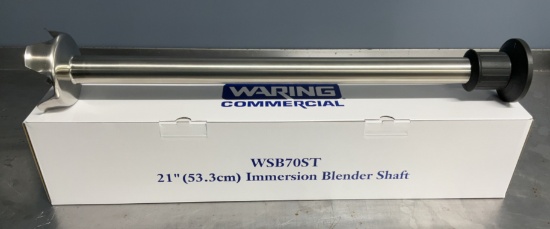 WARING
COMMERCIAL
WSB70ST
21" (53.3cm) Immersion Blender Shaft